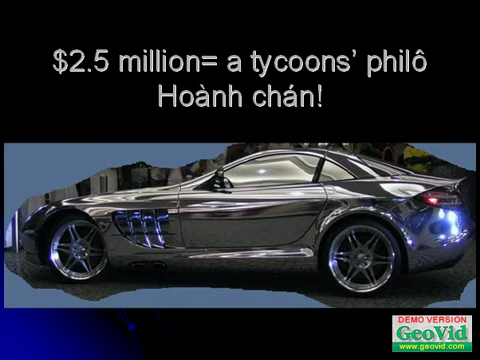 $2.5 million= a tycoons’ philô
Hoành chán!
DEMO VERSION
GeoVid
www.geovid.com